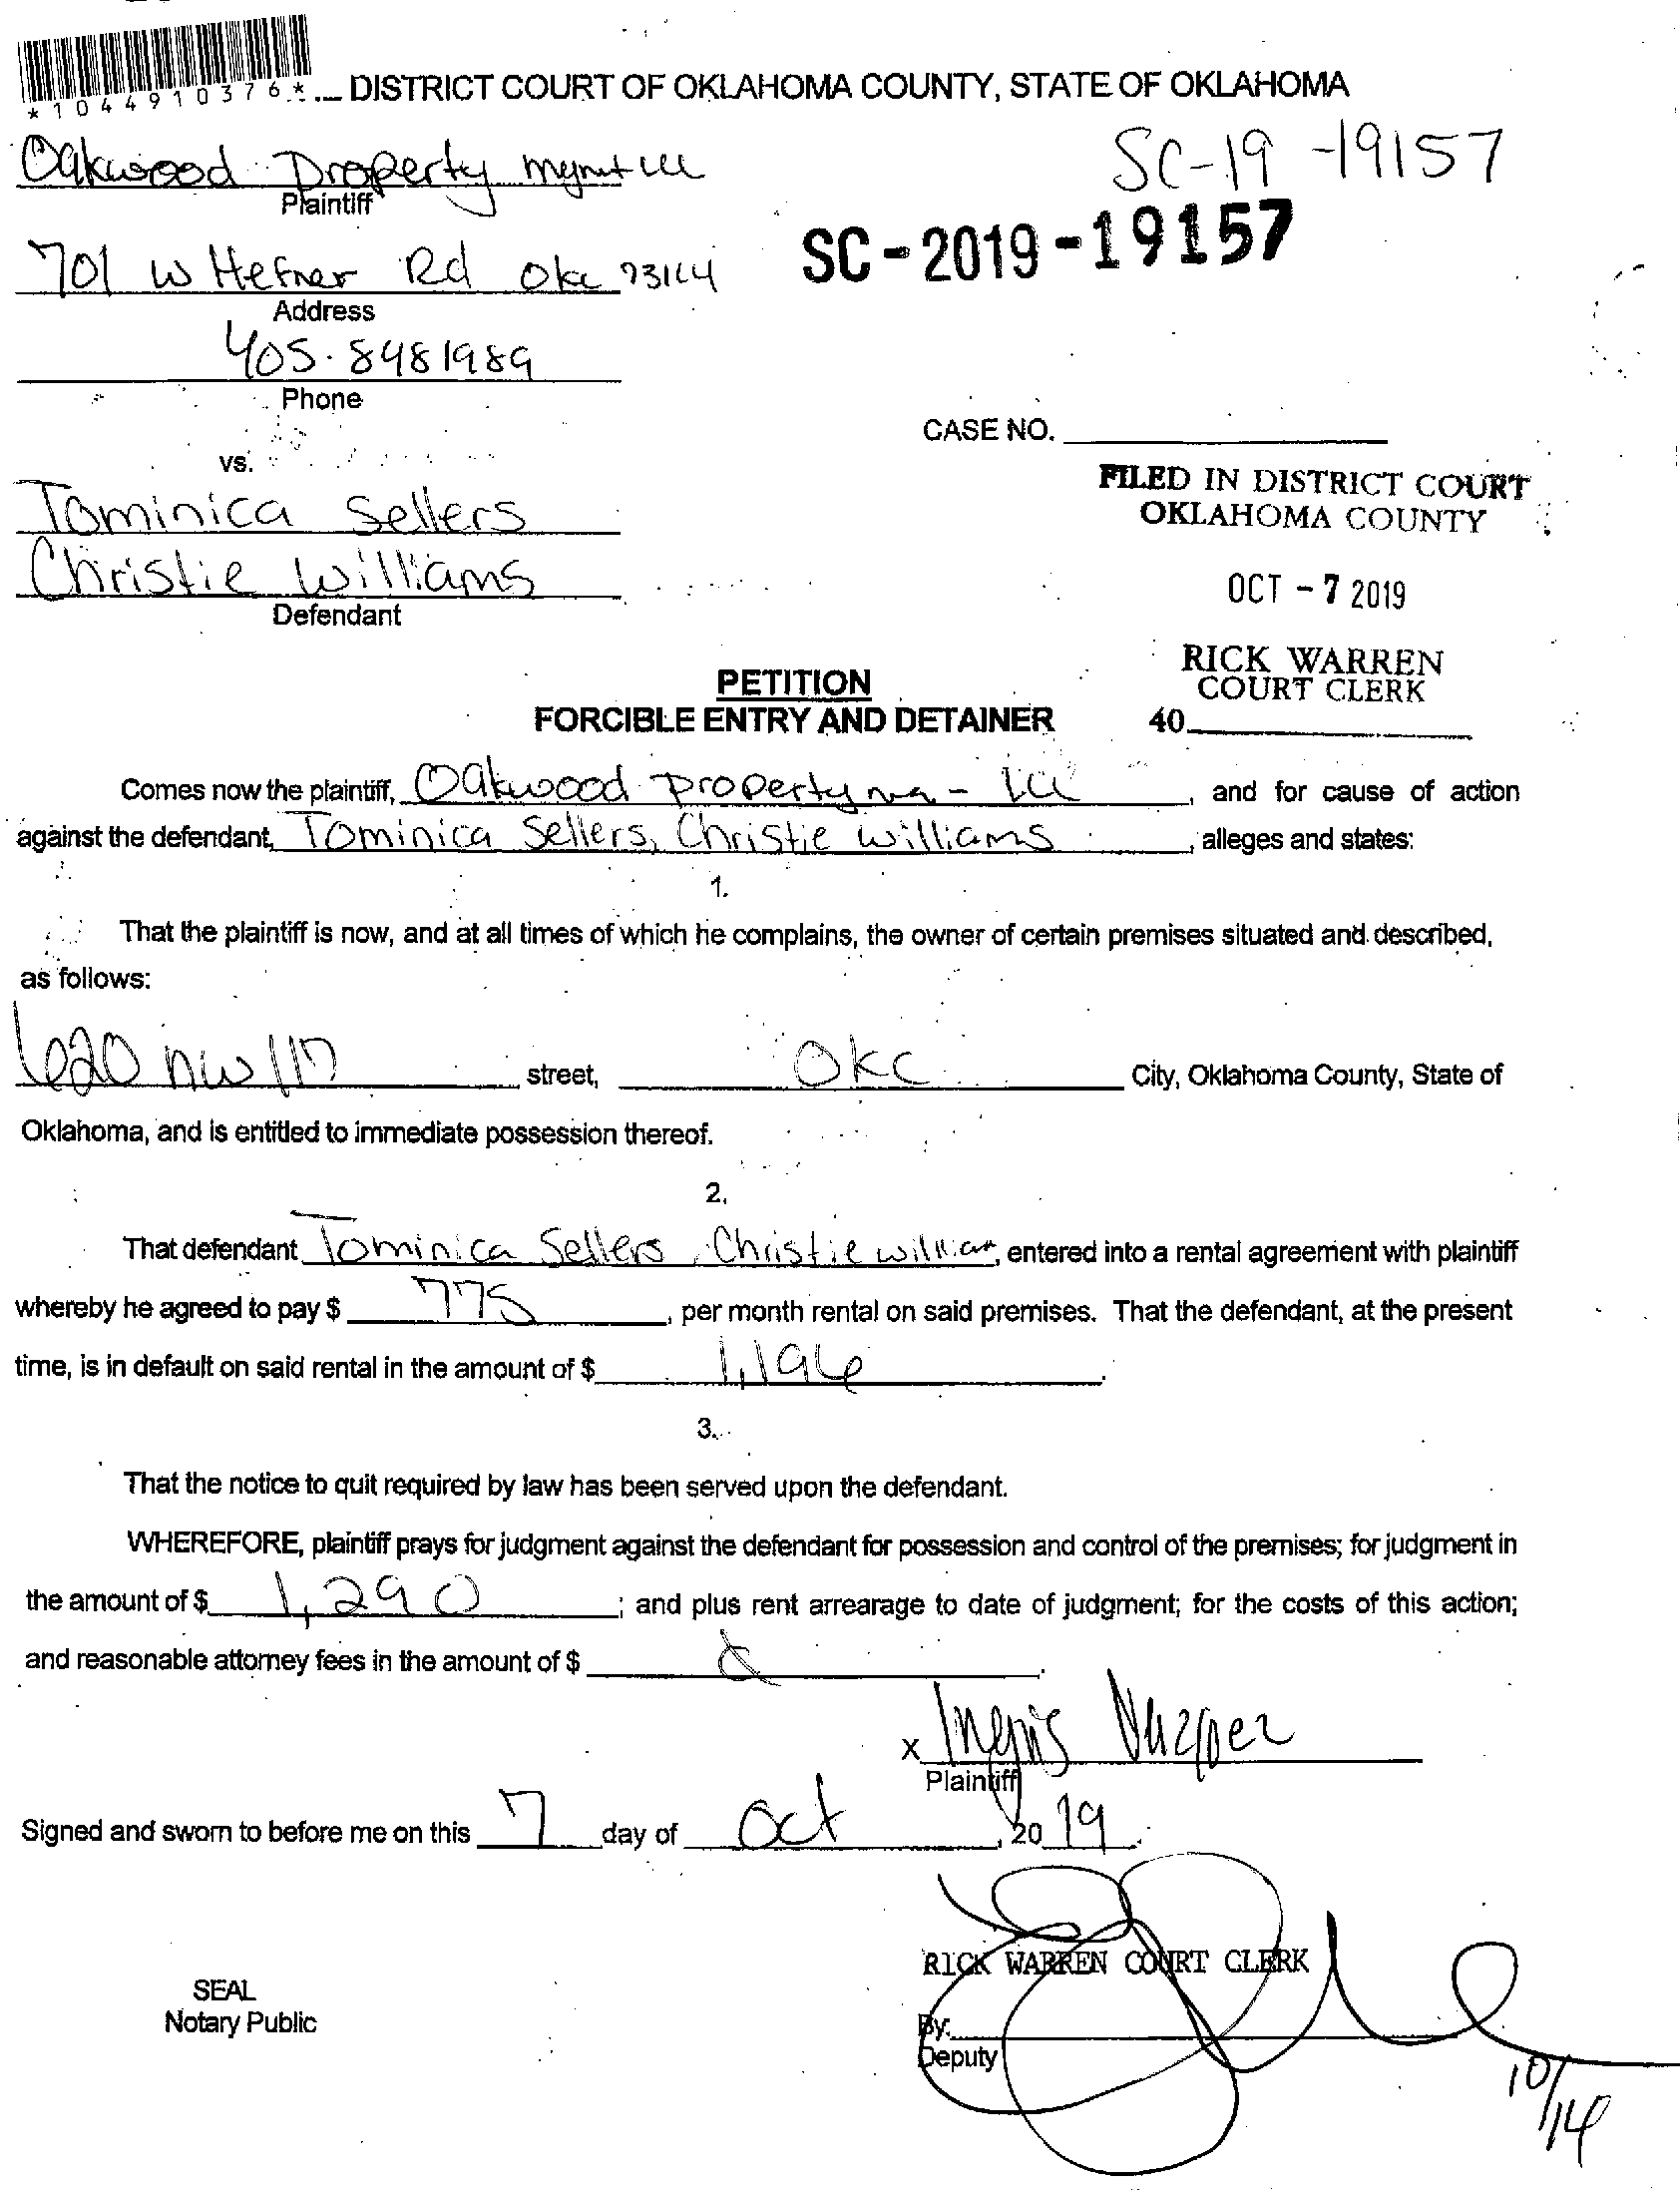 *1044910376*
DISTRICT COURT OF OKLAHOMA COUNTY, STATE OF OKLAHOMA
Oakwood Property Mgmt LLC
Plaintiff
SC-19-19157
SC-2019-19157
701 W Hefner Rd OKC 73114
Address
405.8481989
Phone
CASE NO.
vs.
FILED IN DISTRICT COURT
OKLAHOMA COUNTY
Tominica Sellers
Christie Williams
Defendant
OCT - 7 2019
RICK WARREN
COURT CLERK
40
PETITION
FORCIBLE ENTRY AND DETAINER
Comes now the plaintiff, Oakwood Property LLC, and for cause of action
against the defendant, Tominica Sellers, Christie Williams, alleges and states:
1.
That the plaintiff is now, and at all times of which he complains, the owner of certain premises situated and described,
as follows:
620 NW 117 street, OKC City, Oklahoma County, State of
Oklahoma, and is entitled to immediate possession thereof.
2.
That defendant Tominica Sellers, Christie William, entered into a rental agreement with plaintiff
whereby he agreed to pay $ 775, per month rental on said premises. That the defendant, at the present
time, is in default on said rental in the amount of $ 1,196.
3.
That the notice to quit required by law has been served upon the defendant.
WHEREFORE, plaintiff prays for judgment against the defendant for possession and control of the premises; for judgment in
the amount of $ 1,290; and plus rent arrearage to date of judgment; for the costs of this action;
and reasonable attorney fees in the amount of $
x
Plaintiff
Signed and sworn to before me on this 7 day of Oct, 2019.
RICK WARREN COURT CLERK
SEAL
Notary Public
By:
Deputy
10/14